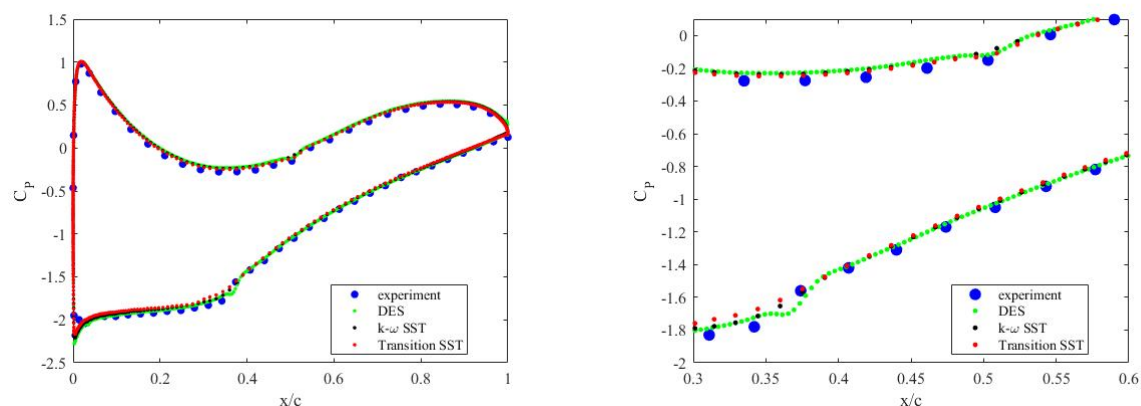 1.5
1
0.5
0
-0.5
-1
-1.5
-2
-2.5
C_P
0 0.2 0.4 0.6 0.8 1
x/c
experiment
DES
k-ω SST
Transition SST
0
-0.2
-0.4
-0.6
-0.8
-1
-1.2
-1.4
-1.6
-1.8
-2
C_P
0.3 0.35 0.4 0.45 0.5 0.55 0.6
x/c
experiment
DES
k-ω SST
Transition SST